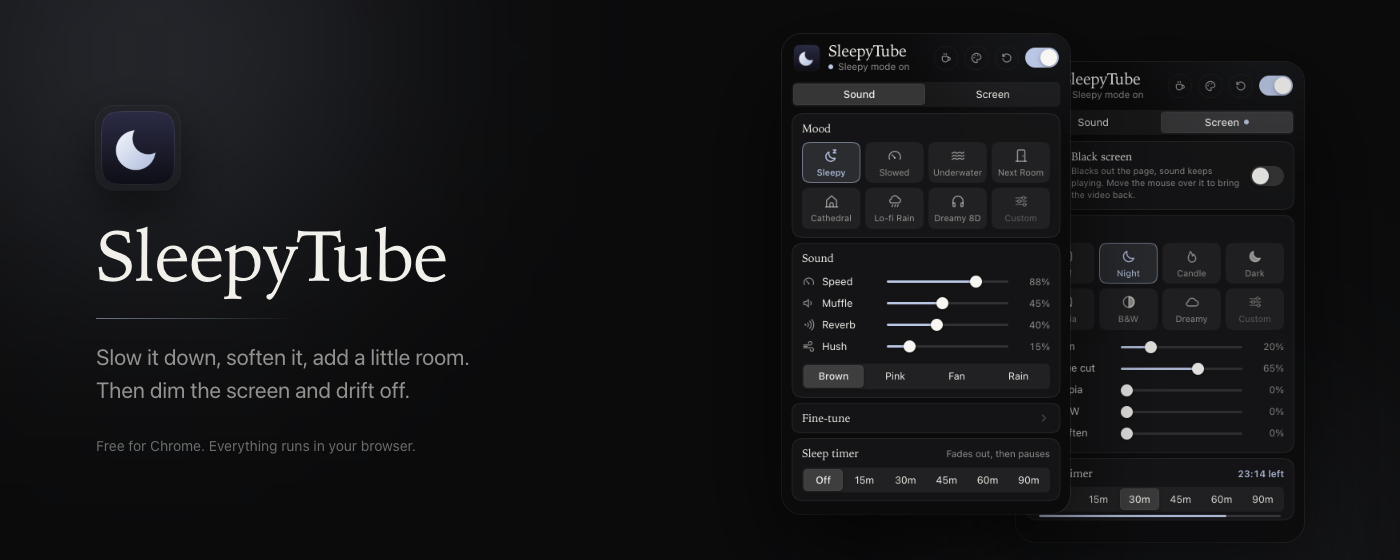 SleepyTube
Slow it down, soften it, add a little room.
Then dim the screen and drift off.
Free for Chrome. Everything runs in your browser.
SleepyTube
Sleepy mode on
Sound
Screen
Mood
Sleepy
Slowed
Underwater
Next Room
Cathedral
Lo-fi Rain
Dreamy 8D
Custom
Sound
Speed 88%
Muffle 45%
Reverb 40%
Hush 15%
Brown Pink Fan Rain
Fine-tune
Sleep timer Fades out, then pauses
Off 15m 30m 45m 60m 90m
leepyTube
Sleepy mode on
Sound
Screen
Black screen
Blacks out the page, sound keeps
playing. Move the mouse over it to bring
the video back.
Night
Candle
Dark
B&W
Dreamy
Custom
20%
cut 65%
0%
0%
0%
23:14 left
15m 30m 45m 60m 90m